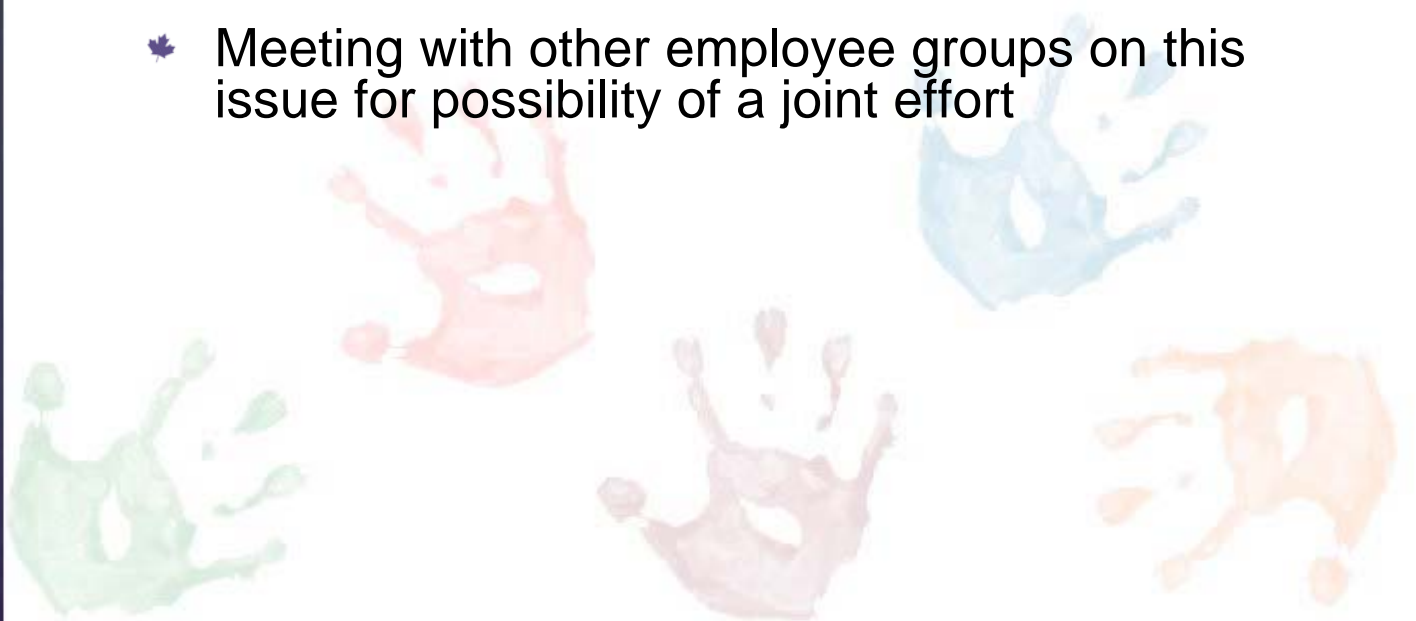 Meeting with other employee groups on this
issue for possibility of a joint effort